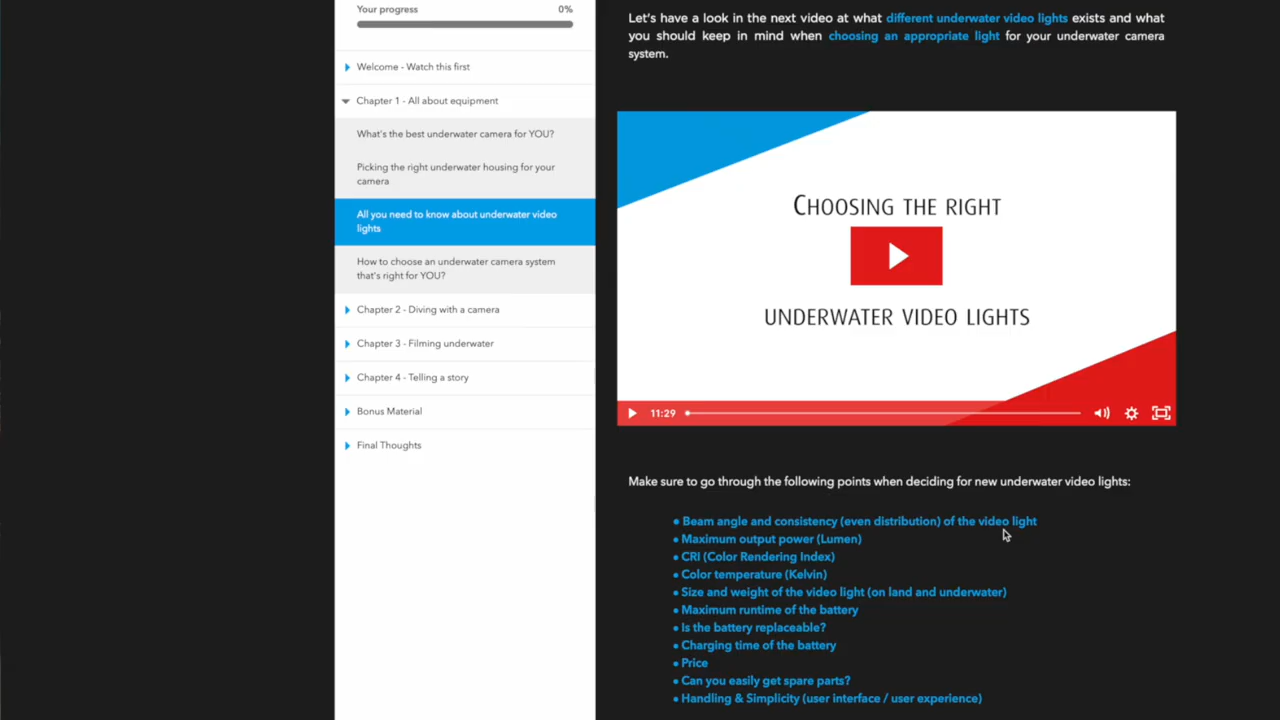 Your progress 0%
Welcome - Watch this first
Chapter 1 - All about equipment
What's the best underwater camera for YOU?
Picking the right underwater housing for your
camera
All you need to know about underwater video
lights
How to choose an underwater camera system
that's right for YOU?
Chapter 2 - Diving with a camera
Chapter 3 - Filming underwater
Chapter 4 - Telling a story
Bonus Material
Final Thoughts
Let's have a look in the next video at what different underwater video lights exists and what
you should keep in mind when choosing an appropriate light for your underwater camera
system.
CHOOSING THE RIGHT
UNDERWATER VIDEO LIGHTS
11:29
Make sure to go through the following points when deciding for new underwater video lights:
• Beam angle and consistency (even distribution) of the video light
• Maximum output power (Lumen)
• CRI (Color Rendering Index)
• Color temperature (Kelvin)
• Size and weight of the video light (on land and underwater)
• Maximum runtime of the battery
• Is the battery replaceable?
• Charging time of the battery
• Price
• Can you easily get spare parts?
• Handling & Simplicity (user interface / user experience)